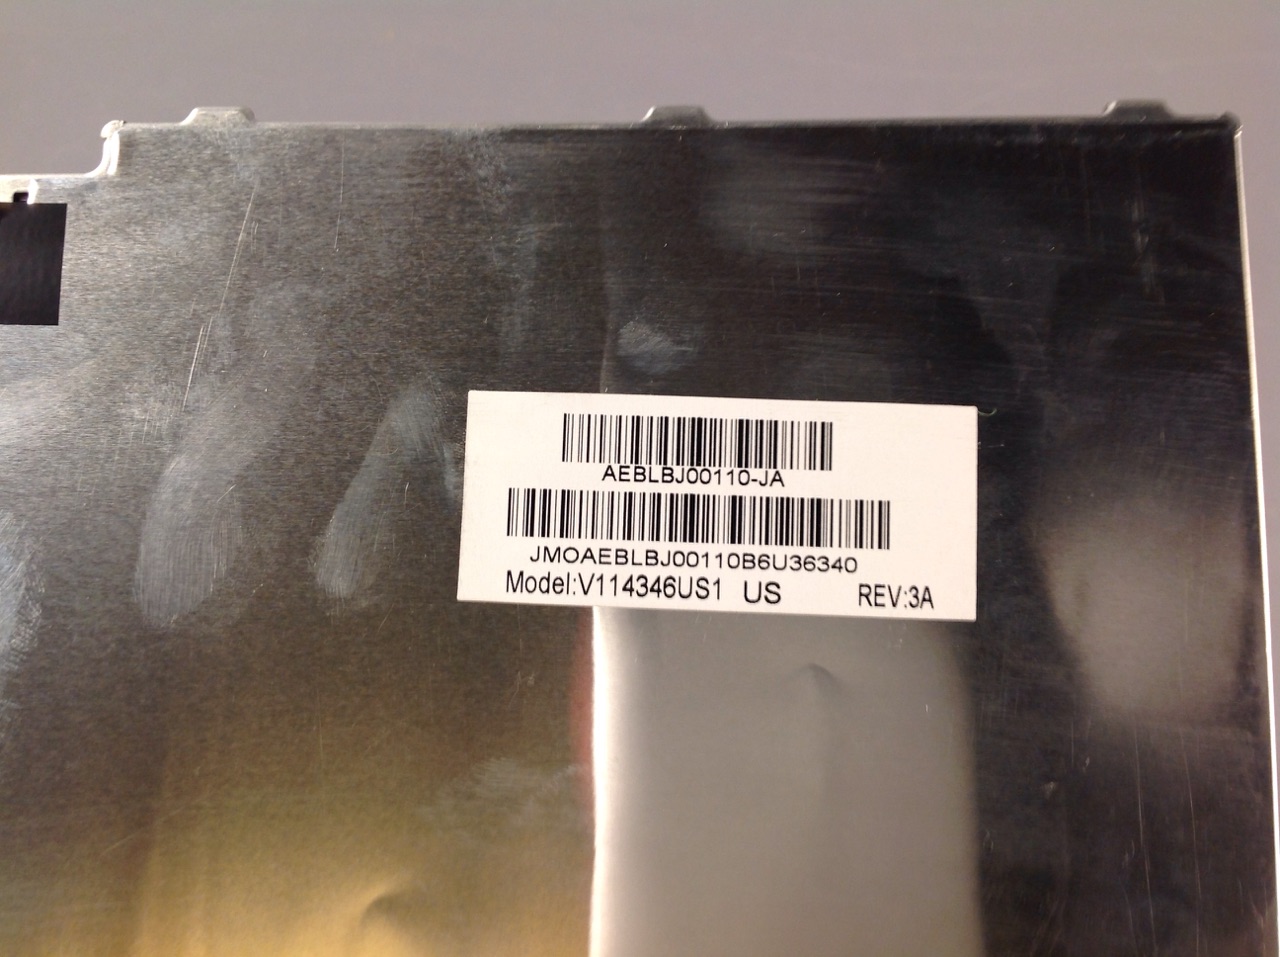 AEBLBJ00110-JA
JMOAEBLBJ00110B6U36340
Model:V114346US1 US REV:3A